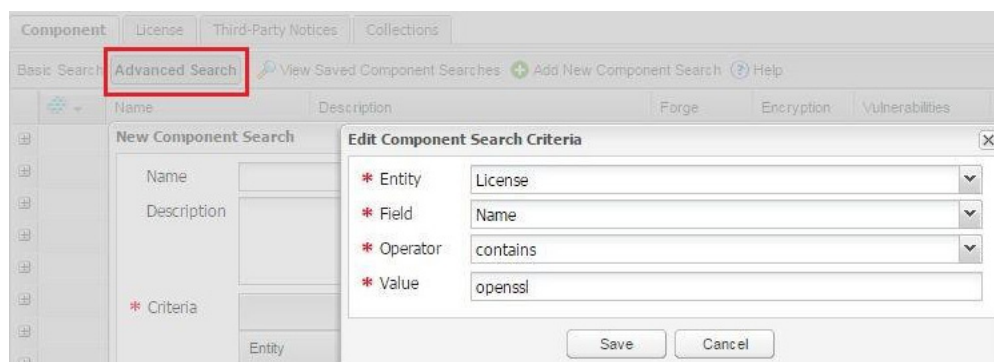 Component License Third-Party Notices Collections
Basic Search Advanced Search View Saved Component Searches Add New Component Search Help
Name Description Forge Encryption Vulnerabilities
New Component Search
Name
Description
* Criteria
Entity
Edit Component Search Criteria
* Entity License
* Field Name
* Operator contains
* Value openssl
Save Cancel